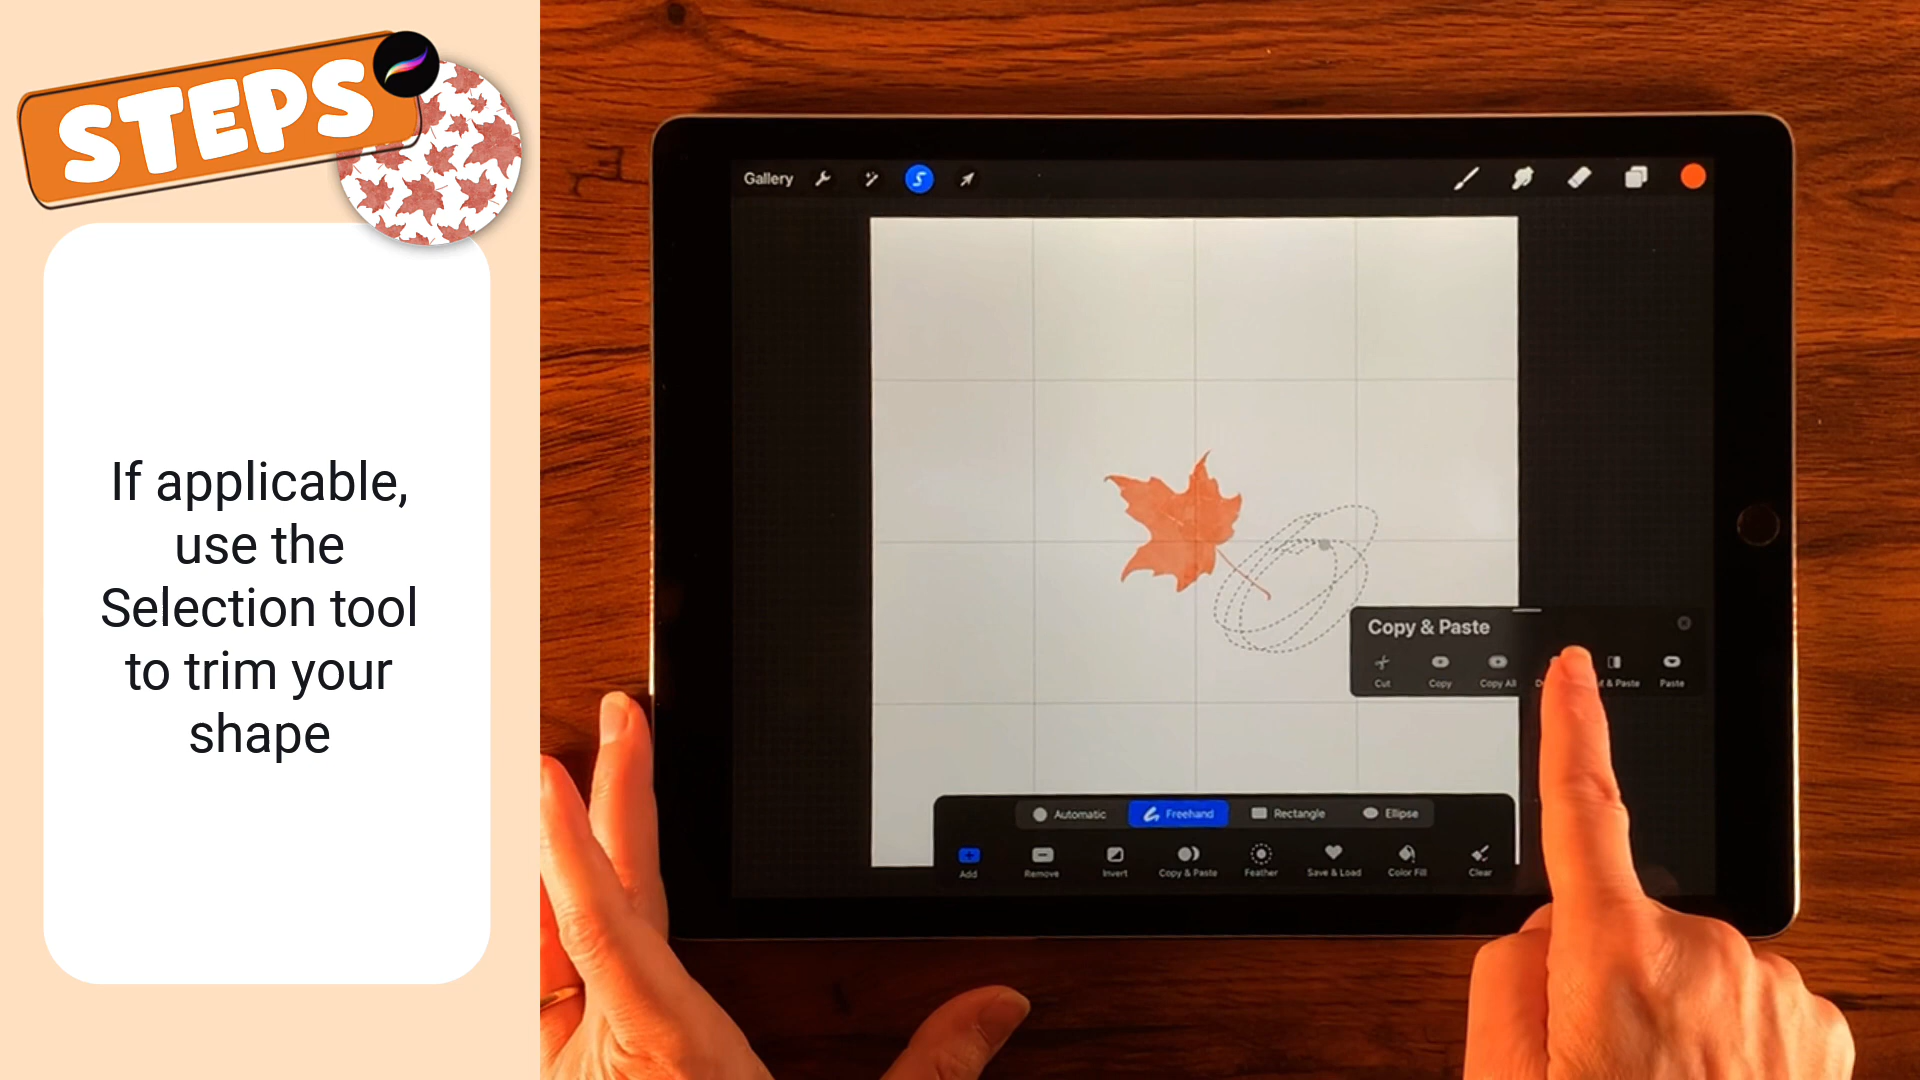 STEPS
If applicable,
use the
Selection tool
to trim your
shape
Gallery
Copy & Paste
Cut Copy Copy All & Paste Paste
Automatic Freehand Rectangle Ellipse
Add Remove Invert Copy & Paste Feather Save & Load Color Fill Clear